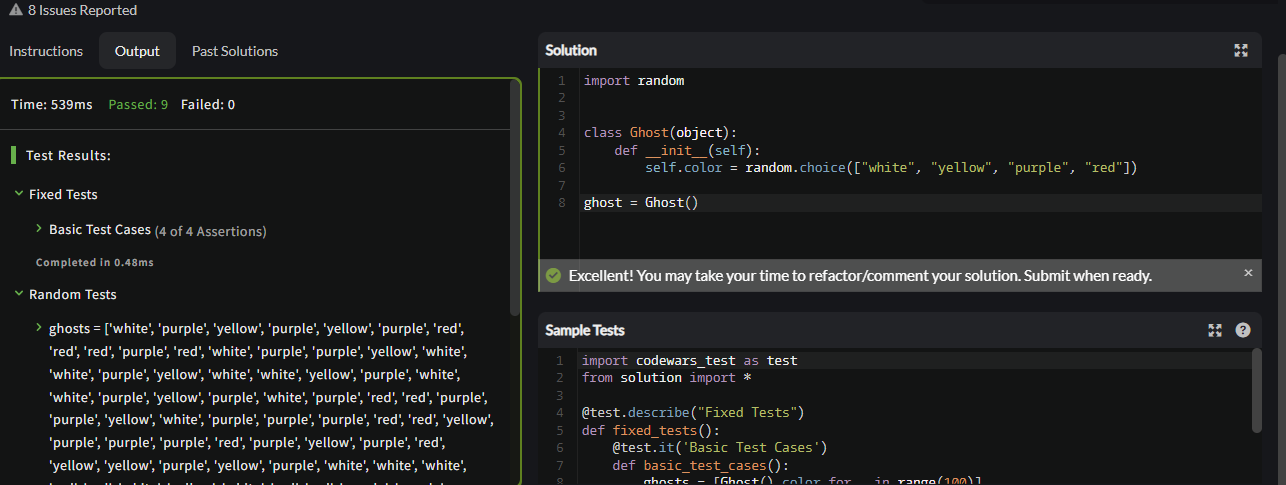 8 Issues Reported
Instructions
Output
Past Solutions
Time: 539ms Passed: 9 Failed: 0
Test Results:
Fixed Tests
Basic Test Cases (4 of 4 Assertions)
Completed in 0.48ms
Random Tests
ghosts = ['white', 'purple', 'yellow', 'purple', 'yellow', 'purple', 'red',
'red', 'red', 'purple', 'red', 'white', 'purple', 'purple', 'yellow', 'white',
'white', 'purple', 'yellow', 'white', 'white', 'yellow', 'purple', 'white',
'white', 'purple', 'yellow', 'purple', 'white', 'purple', 'red', 'red', 'purple',
'purple', 'yellow', 'white', 'purple', 'purple', 'purple', 'red', 'red', 'yellow',
'purple', 'purple', 'purple', 'red', 'purple', 'yellow', 'purple', 'red',
'yellow', 'yellow', 'purple', 'yellow', 'purple', 'white', 'white', 'white',
Solution
1 import random
2
3
4 class Ghost(object):
5 def __init__(self):
6 self.color = random.choice(["white", "yellow", "purple", "red"])
7
8 ghost = Ghost()
Excellent! You may take your time to refactor/comment your solution. Submit when ready.
Sample Tests
?
1 import codewars_test as test
2 from solution import *
3
4 @test.describe("Fixed Tests")
5 def fixed_tests():
6 @test.it('Basic Test Cases')
7 def basic_test_cases():
8 ghosts = [Ghost().color for _ in range(100)]